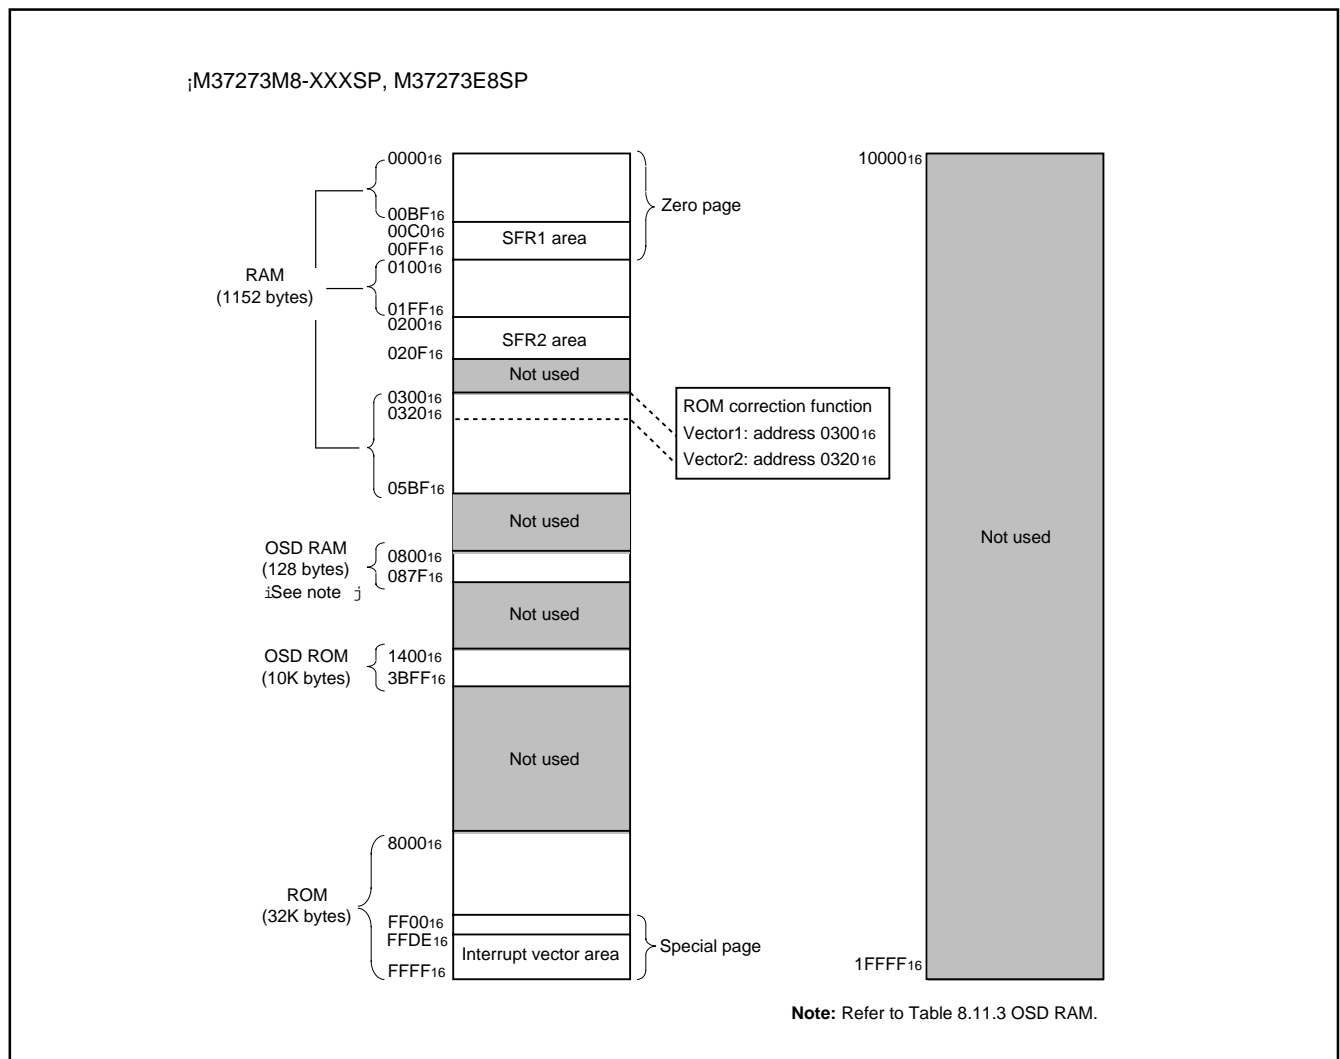 ¡M37273M8-XXXSP, M37273E8SP
000016
00BF16
00C016
00FF16
SFR1 area
Zero page
RAM
(1152 bytes)
010016
01FF16
020016
020F16
SFR2 area
Not used
030016
032016
05BF16
ROM correction function
Vector1: address 030016
Vector2: address 032016
Not used
OSD RAM
(128 bytes)
iSee note j
080016
087F16
Not used
OSD ROM
(10K bytes)
140016
3BFF16
Not used
ROM
(32K bytes)
800016
FF0016
FFDE16
FFFF16
Interrupt vector area
Special page
1000016
Not used
1FFFF16
Note: Refer to Table 8.11.3 OSD RAM.